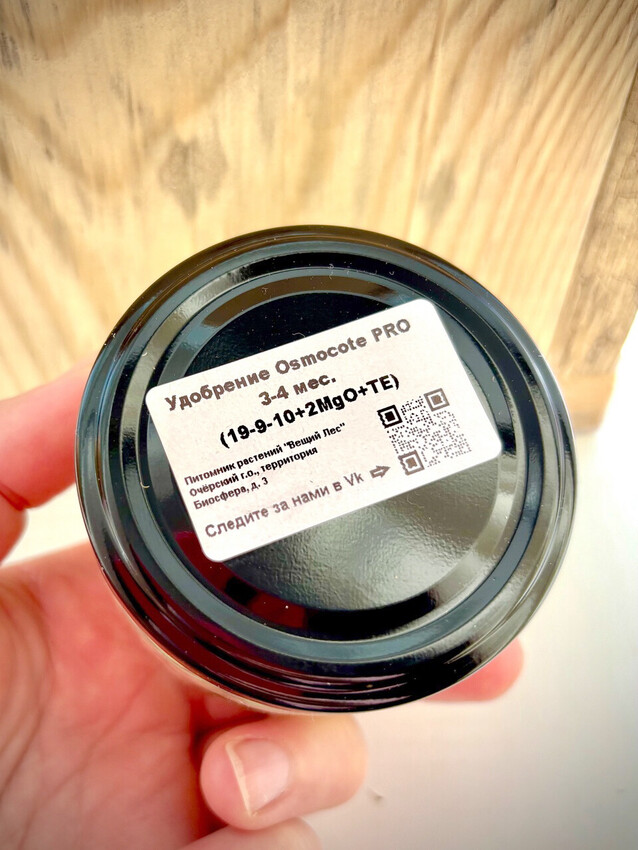 Удобрение Osmocote PRO
3-4 мес.
(19-9-10+2MgO+TE)
Питомник растений "Вещий Лес"
Очёрский г.о., территория
Биосфера, д. 3
Следите за нами в Vk